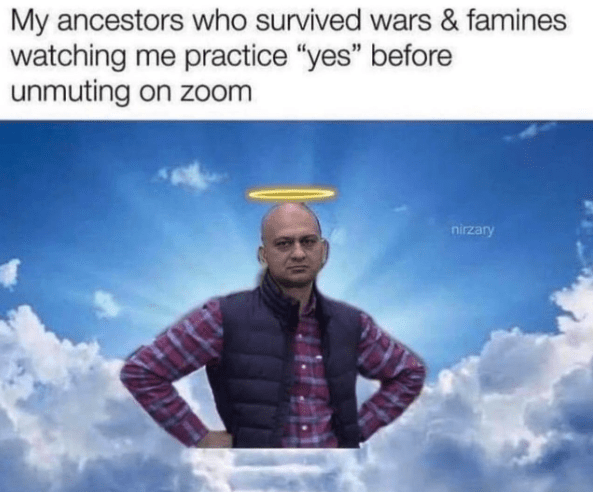 My ancestors who survived wars & famines
watching me practice “yes” before
unmuting on zoom
nirzary